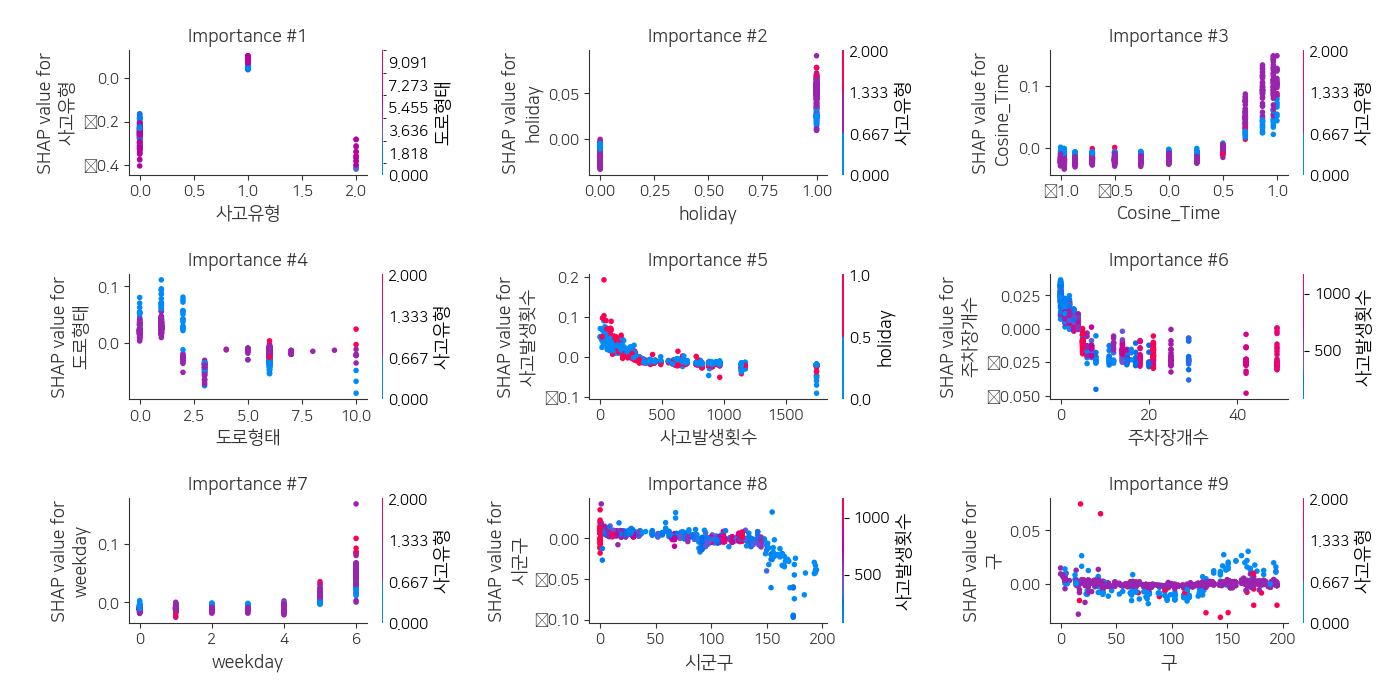 Importance #1
SHAP value for
사고유형
0.0
0.2
0.4
0.0
0.5
1.0
1.5
2.0
사고유형
9.091
7.273
5.455
3.636
1.818
0.000
도로형태
Importance #2
SHAP value for
holiday
0.05
0.00
0.00
0.25
0.50
0.75
1.00
holiday
2.000
1.333
0.667
0.000
사고유형
Importance #3
SHAP value for
Cosine_Time
0.1
0.0
1.0
0.5
0.0
0.5
1.0
Cosine_Time
2.000
1.333
0.667
0.000
사고유형
Importance #4
SHAP value for
도로형태
0.1
0.0
0.0
2.5
5.0
7.5
10.0
도로형태
2.000
1.333
0.667
0.000
사고유형
Importance #5
SHAP value for
사고발생횟수
0.2
0.1
0.0
0.1
0
500
1000
1500
사고발생횟수
1.0
0.5
0.0
holiday
Importance #6
SHAP value for
주차장개수
0.025
0.000
0.025
0.050
0
20
40
주차장개수
1000
500
사고발생횟수
Importance #7
SHAP value for
weekday
0.1
0.0
0
2
4
6
weekday
2.000
1.333
0.667
0.000
사고유형
Importance #8
SHAP value for
시군구
0.00
0.05
0.10
0
50
100
150
200
시군구
1000
500
사고발생횟수
Importance #9
SHAP value for
구
0.05
0.00
0
50
100
150
200
구
2.000
1.333
0.667
0.000
사고유형